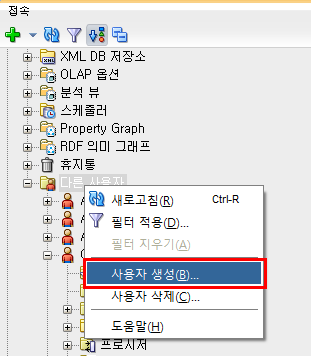 접속
XML DB 저장소
OLAP 옵션
분석 뷰
스케줄러
Property Graph
RDF 의미 그래프
휴지통
다른 사용자
새로고침(R) Ctrl-R
필터 적용(D)...
필터 지우기(A)
사용자 생성(B)...
사용자 삭제(C)...
도움말(H)
프로시저